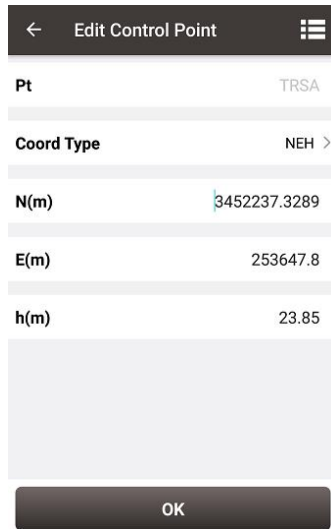 Edit Control Point
Pt TRSA
Coord Type NEH
N(m) 3452237.3289
E(m) 253647.8
h(m) 23.85
OK